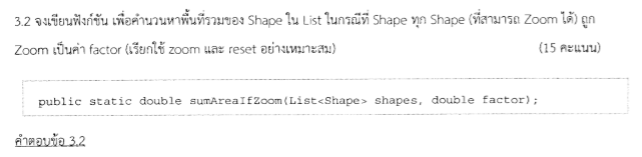 3.2 จงเขียนฟังก์ชัน เพื่อคำนวนหาพื้นที่รวมของ Shape ใน List ในกรณีที่ Shape ทุก Shape (ที่สามารถ Zoom ได้) ถูก
Zoom เป็นค่า factor (เรียกใช้ zoom และ reset อย่างเหมาะสม) (15 คะแนน)
public static double sumAreaIfZoom(List<Shape> shapes, double factor);
คำตอบข้อ 3.2